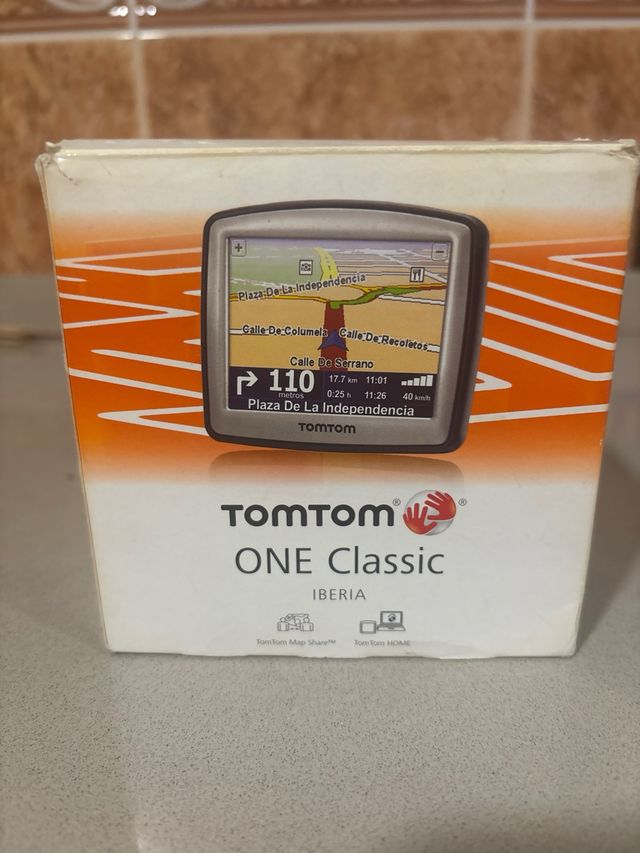 +
−
Plaza De La Independencia
Calle De Columela Calle De Recoletos
Calle De Serrano
110
metros
17.7 km 11:01
0:25 h 11:26 40 km/h
Plaza De La Independencia
TOMTOM
TOMTOM® ®
ONE Classic
IBERIA
TomTom Map Share™ TomTom HOME